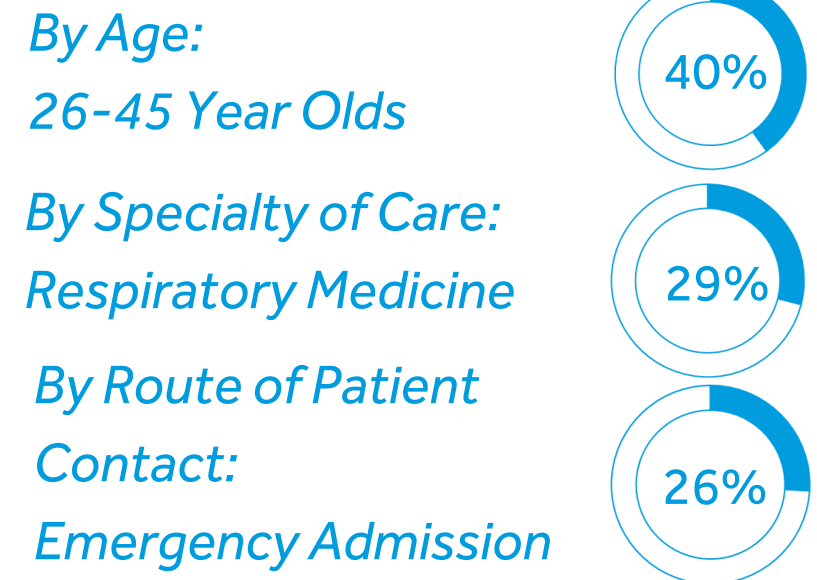 By Age:
26-45 Year Olds
40%
By Specialty of Care:
Respiratory Medicine
29%
By Route of Patient
Contact:
Emergency Admission
26%